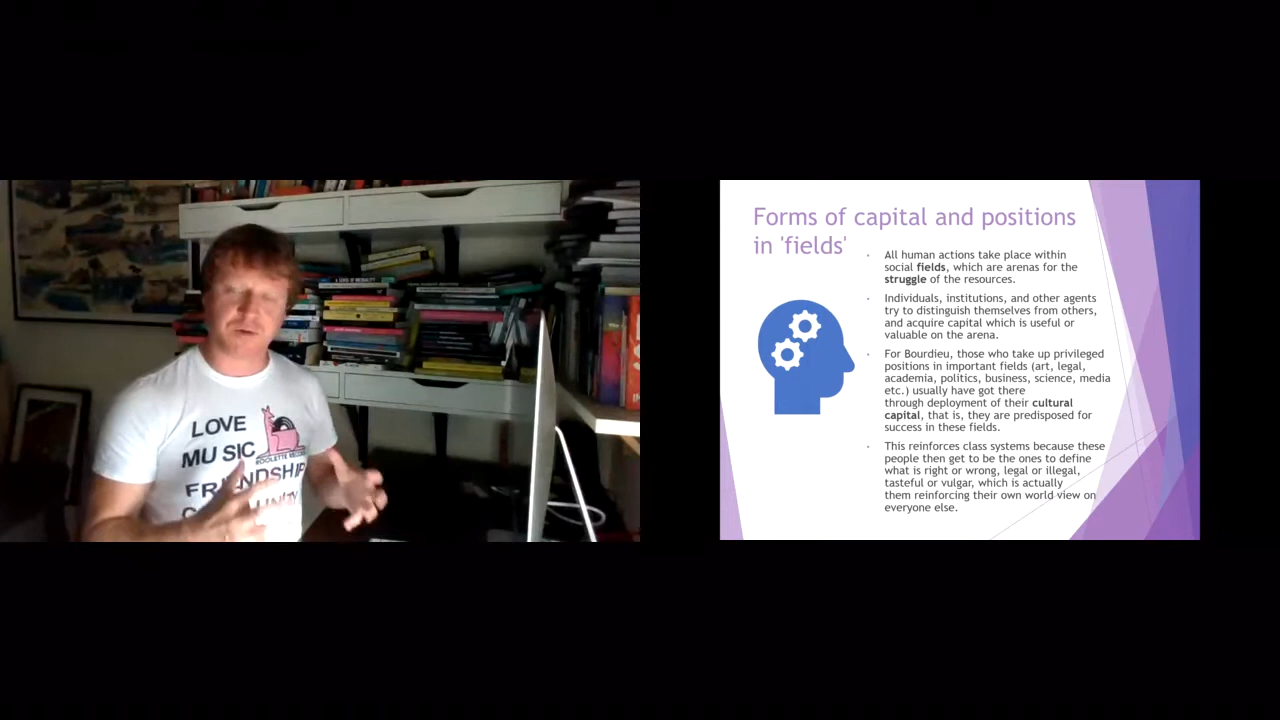 LOVE
MUSIC
ROOLETTE RECORDS
FRIENDSHIP
Forms of capital and positions
in 'fields'
All human actions take place within
social fields, which are arenas for the
struggle of the resources.
Individuals, institutions, and other agents
try to distinguish themselves from others,
and acquire capital which is useful or
valuable on the arena.
For Bourdieu, those who take up privileged
positions in important fields (art, legal,
academia, politics, business, science, media
etc.) usually have got there
through deployment of their cultural
capital, that is, they are predisposed for
success in these fields.
This reinforces class systems because these
people then get to be the ones to define
what is right or wrong, legal or illegal,
tasteful or vulgar, which is actually
them reinforcing their own world view on
everyone else.